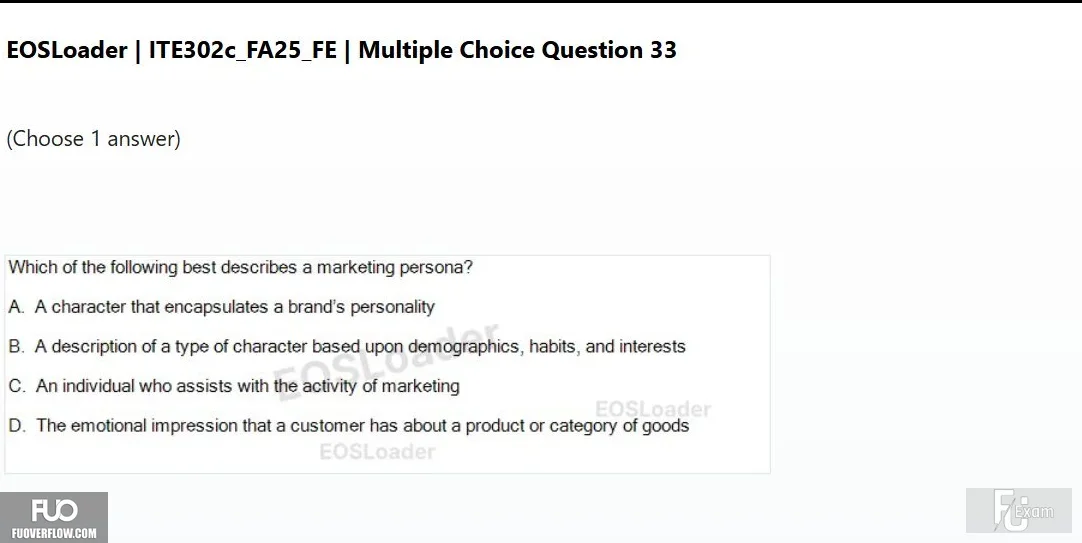 EOSLoader | ITE302c_FA25_FE | Multiple Choice Question 33
(Choose 1 answer)
Which of the following best describes a marketing persona?
A. A character that encapsulates a brand's personality
B. A description of a type of character based upon demographics, habits, and interests
C. An individual who assists with the activity of marketing
D. The emotional impression that a customer has about a product or category of goods
EOSLoader
EOSLoader
EOSLoader
FUO
FUOVERFLOW.COM
FU Exam